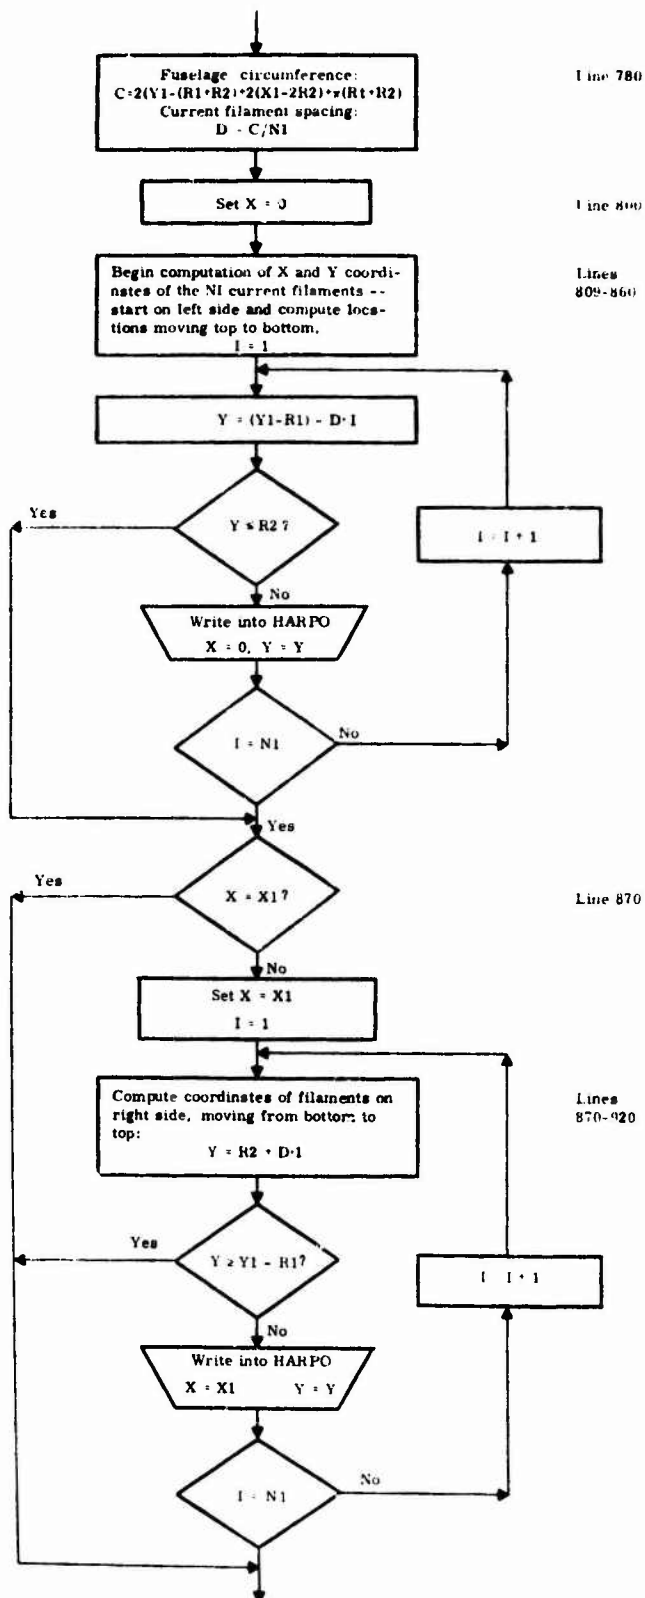 Fuselage circumference:
C=2(Y1-(R1+R2)+2(X1-2R2)+π(R1+R2)
Current filament spacing:
D - C/N1
Line 780
Set X = 0
Line 800
Begin computation of X and Y coordi-
nates of the N1 current filaments --
start on left side and compute loca-
tions moving top to bottom.
I = 1
Lines
809-860
Y = (Y1-R1) - D·I
Yes
Y ≤ R2?
I = I + 1
No
Write into HARPO
X = 0, Y = Y
I = N1
No
Yes
Yes
X = X1?
Line 870
No
Set X = X1
I = 1
Compute coordinates of filaments on
right side, moving from bottom to
top:
Y = R2 + D·I
Lines
870-920
Yes
Y ≥ Y1 - R1?
I I + 1
No
Write into HARPO
X = X1 Y = Y
I = N1
No